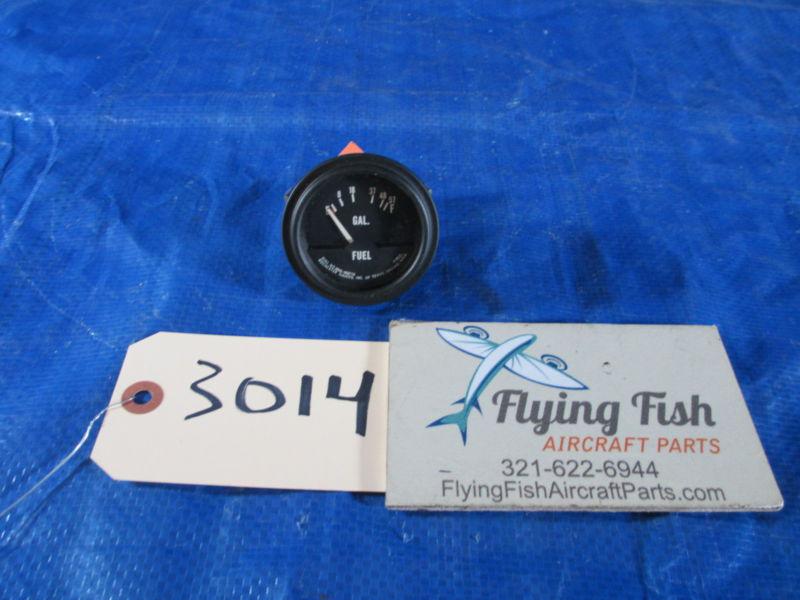 GAL.
FUEL
3014
Flying Fish
AIRCRAFT PARTS
321-622-6944
FlyingFishAircraftParts.com